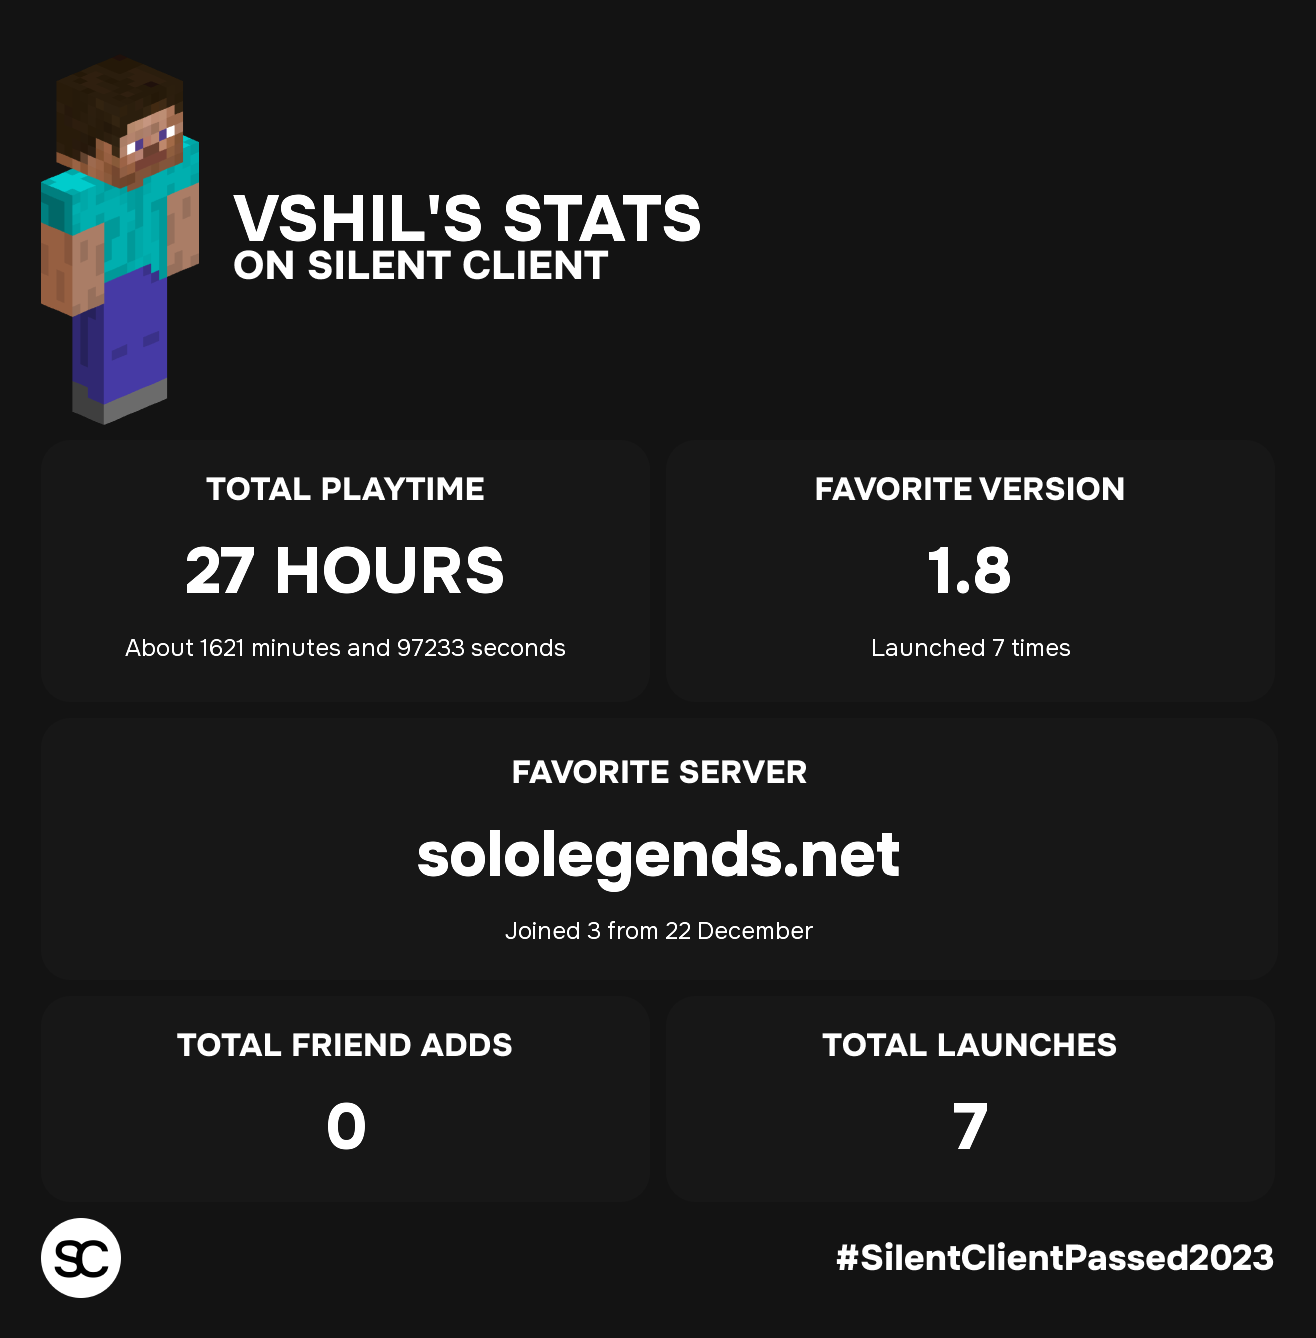 VSHIL'S STATS
ON SILENT CLIENT
TOTAL PLAYTIME
27 HOURS
About 1621 minutes and 97233 seconds
FAVORITE VERSION
1.8
Launched 7 times
FAVORITE SERVER
sololegends.net
Joined 3 from 22 December
TOTAL FRIEND ADDS
0
TOTAL LAUNCHES
7
SC
#SilentClientPassed2023